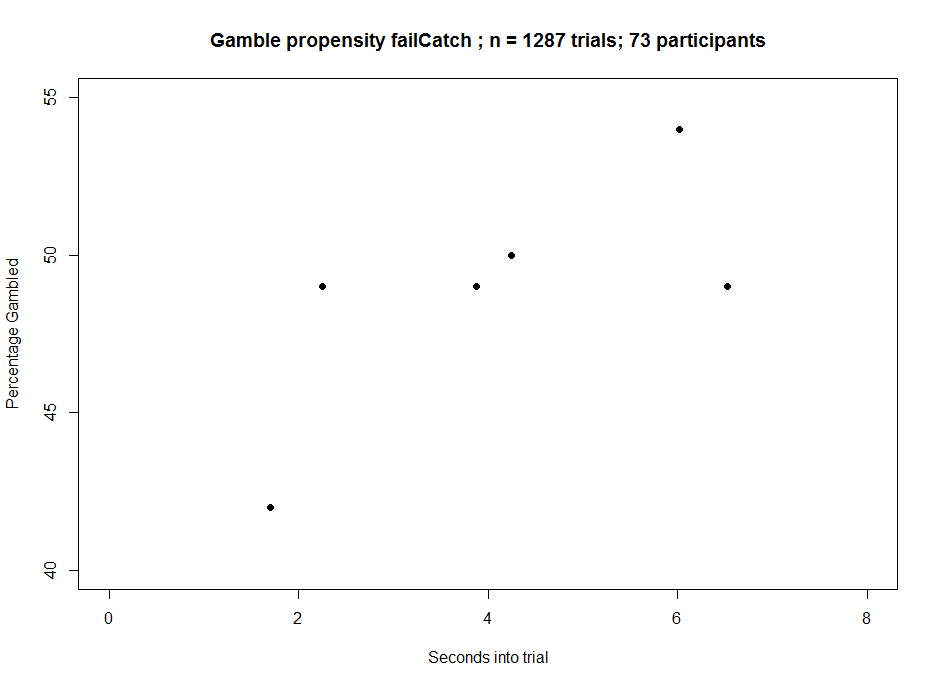 Gamble propensity failCatch ; n = 1287 trials; 73 participants
Percentage Gambled
55
50
45
40
0 2 4 6 8
Seconds into trial